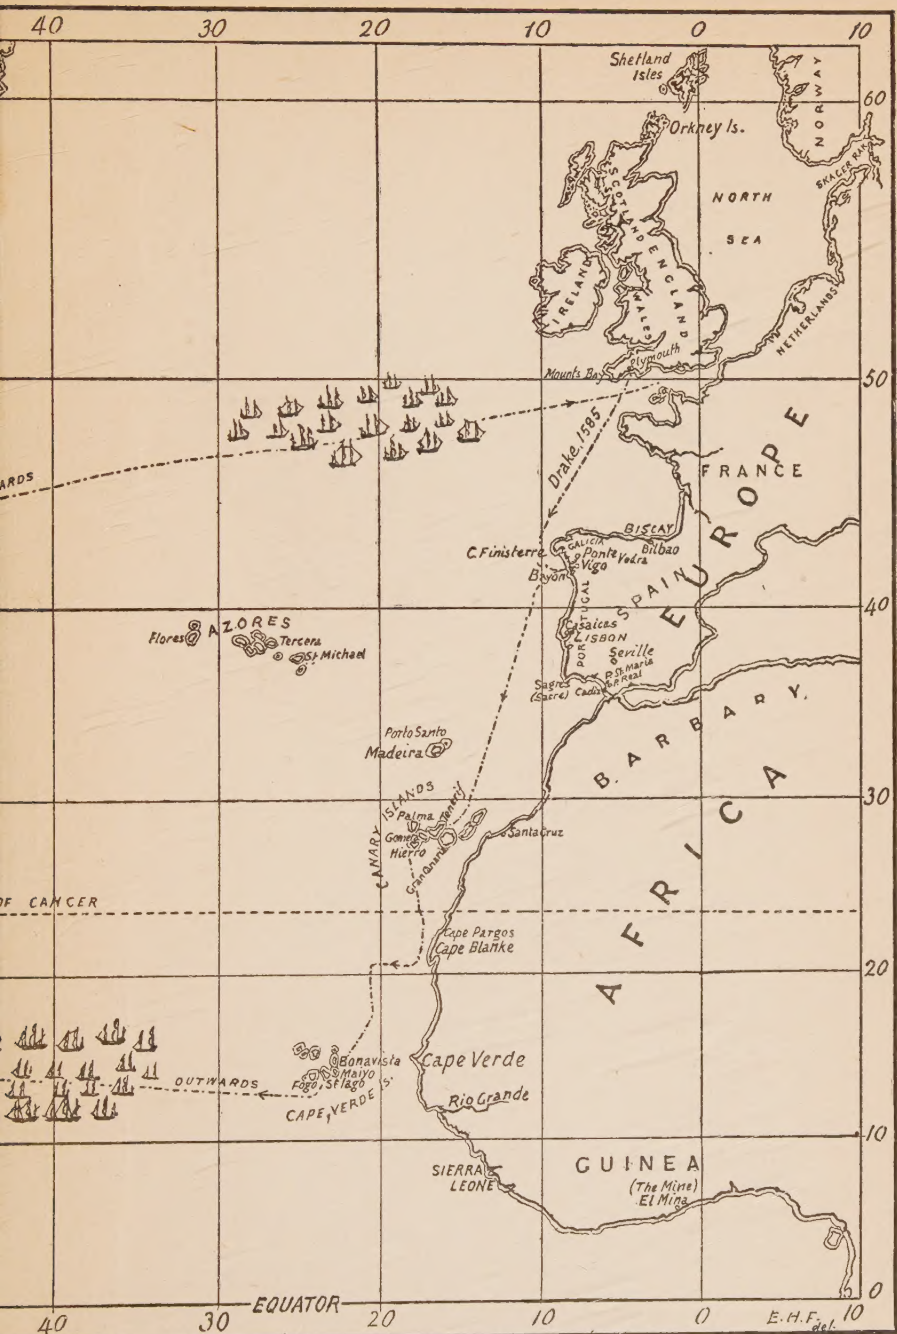 40 30 20 10 0 10
Shetland
Isles
60
Orkney Is.
NORWAY
SKAGER RAK
SCOTLAND
NORTH
SEA
ENGLAND
IRELAND
WALES
NETHERLANDS
Plymouth
Mounts Bay
50
Drake, 1585
ARDS
FRANCE
EUROPE
BISCAY
C. Finisterre
GALICIA
Ponte
Vedra
Bilbao
Vigo
Bayon
SPAIN
PORTUGAL
40
AZORES
Flores
Tercera
St Michael
Casaices
LISBON
Seville
P. St. Maria
P. Real
Sagres
(Sacre)
Cadiz
BARBARY.
Porto Santo
Madeira
30
CANARY ISLANDS
Palma
Tenerif
Gomera
Hierro
Gran Canaria
Santa Cruz
AFRICA
OF CANCER
Cape Pargos
Cape Blanke
20
Bonavista
Maiyo
Fogo, St Iago
CAPE VERDE Is.
OUTWARDS
Cape Verde
Rio Grande
10
SIERRA
LEONE
GUINEA
(The Mine)
El Mina
0
EQUATOR
40 30 20 10 0 10
E.H.F.
del.